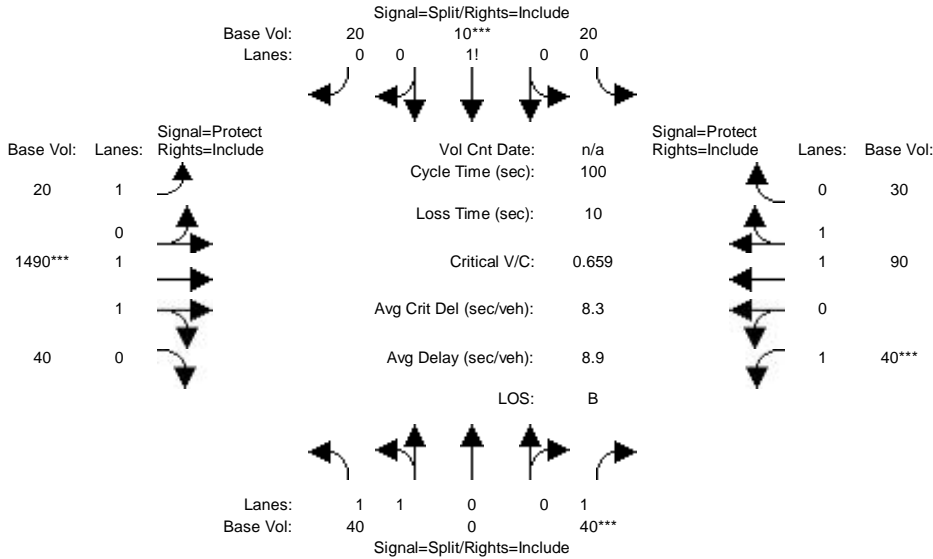 Signal=Split/Rights=Include
Base Vol: 20 10*** 20
Lanes: 0 0 1! 0 0
Signal=Protect Signal=Protect
Base Vol: Lanes: Rights=Include Vol Cnt Date: n/a Rights=Include Lanes: Base Vol:
Cycle Time (sec): 100
20 1 0 30
Loss Time (sec): 10
0 1
1490*** 1 Critical V/C: 0.659 1 90
1 Avg Crit Del (sec/veh): 8.3 0
40 0 Avg Delay (sec/veh): 8.9 1 40***
LOS: B
Lanes: 1 1 0 0 1
Base Vol: 40 0 40***
Signal=Split/Rights=Include